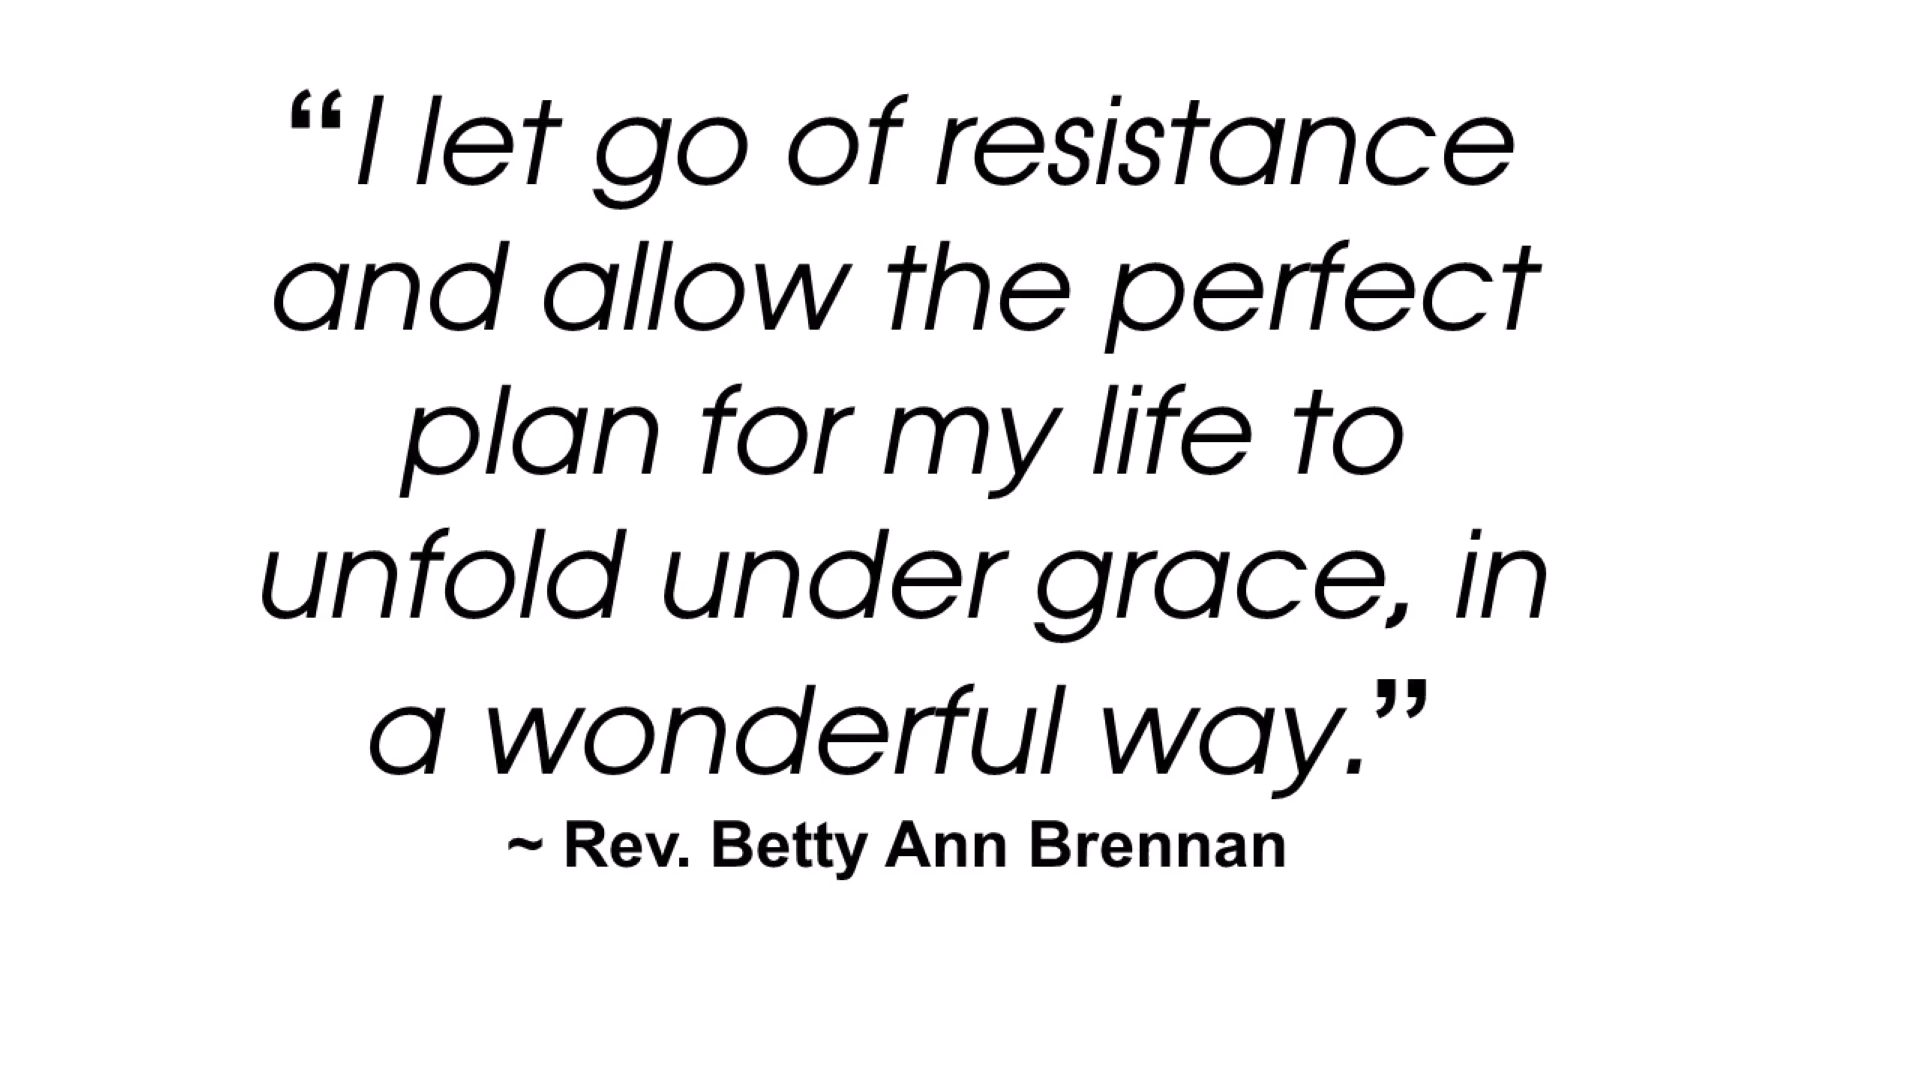 “I let go of resistance
and allow the perfect
plan for my life to
unfold under grace, in
a wonderful way.”
~ Rev. Betty Ann Brennan